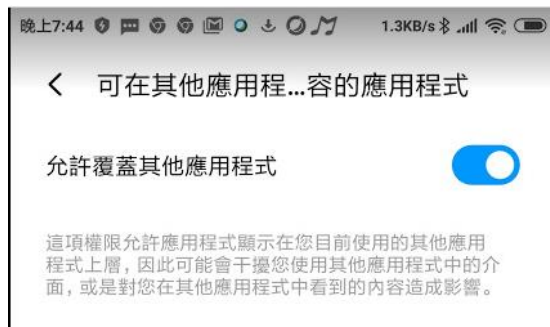 晚上7:44
1.3KB/s
可在其他應用程...容的應用程式
允許覆蓋其他應用程式
這項權限允許應用程式顯示在您目前使用的其他應用
程式上層，因此可能會干擾您使用其他應用程式中的介
面，或是對您在其他應用程式中看到的內容造成影響。